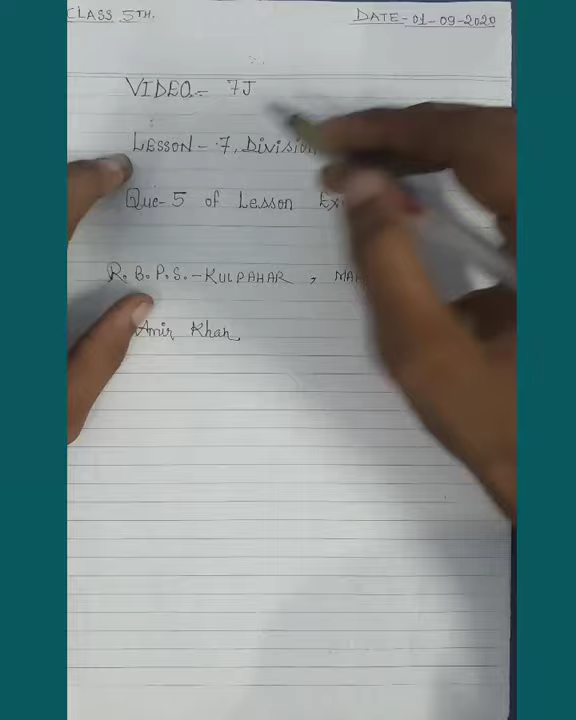 CLASS 5TH. DATE-01-09-2020
VIDEO- 7J
LESSON - 7, Division
Que- 5 of Lesson
R. B. P. S. - KULPAHAR ,
Amir Khan